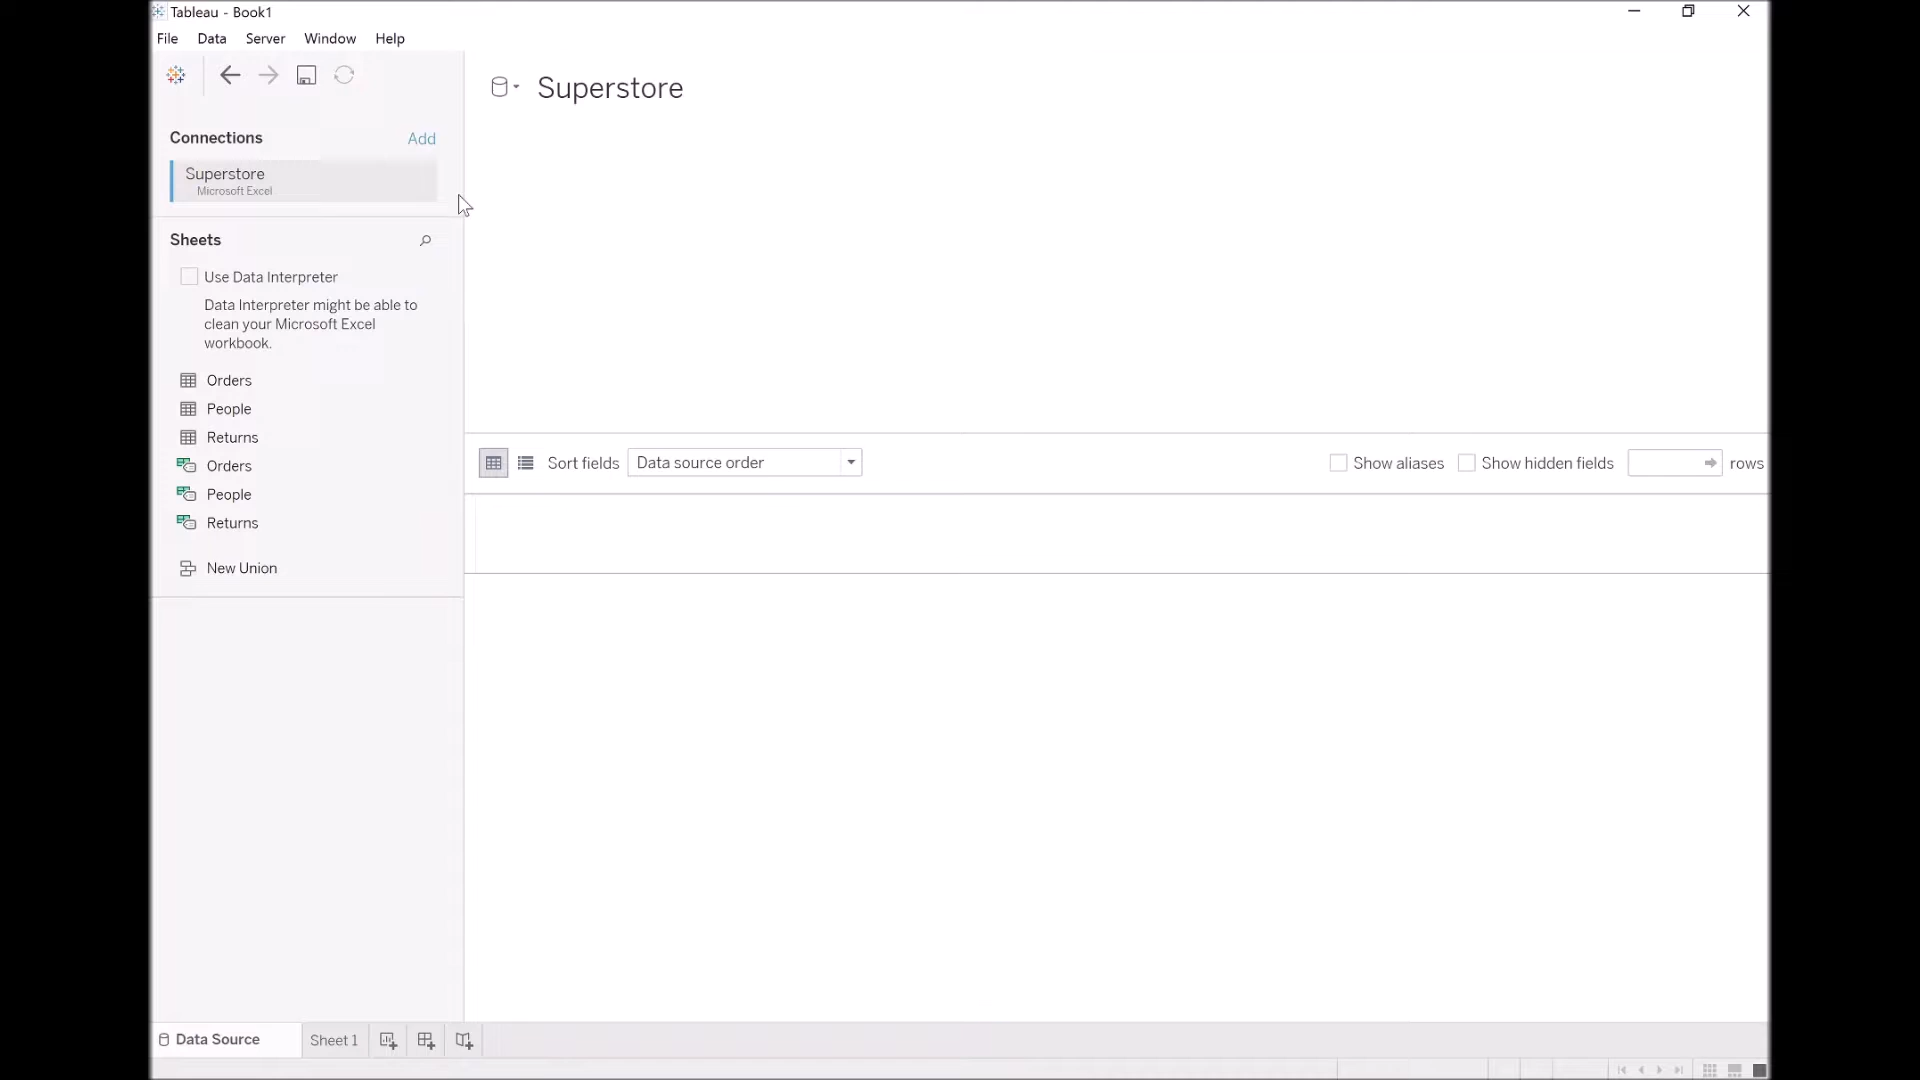 Tableau - Book1
File Data Server Window Help
Superstore
Connections Add
Superstore
Microsoft Excel
Sheets
Use Data Interpreter
Data Interpreter might be able to
clean your Microsoft Excel
workbook.
Orders
People
Returns
Orders
People
Returns
New Union
Sort fields Data source order Show aliases Show hidden fields rows
Data Source Sheet 1